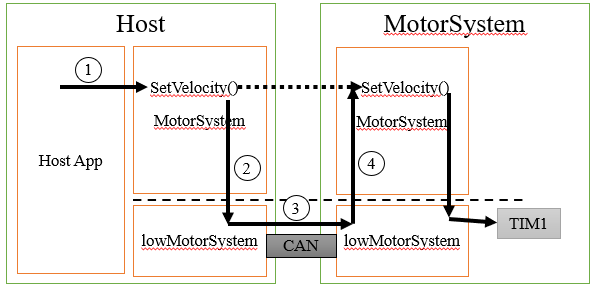 Host
MotorSystem
1
SetVelocity()
SetVelocity()
MotorSystem
MotorSystem
Host App
2
4
3
lowMotorSystem
CAN
lowMotorSystem
TIM1